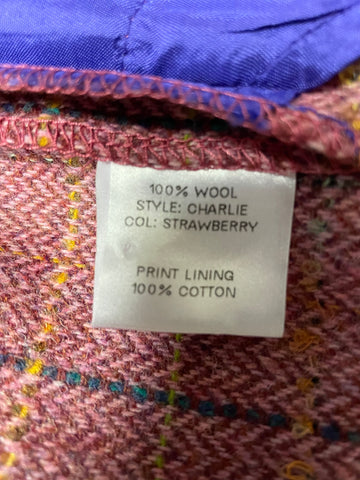 100% WOOL
STYLE: CHARLIE
COL: STRAWBERRY
PRINT LINING
100% COTTON